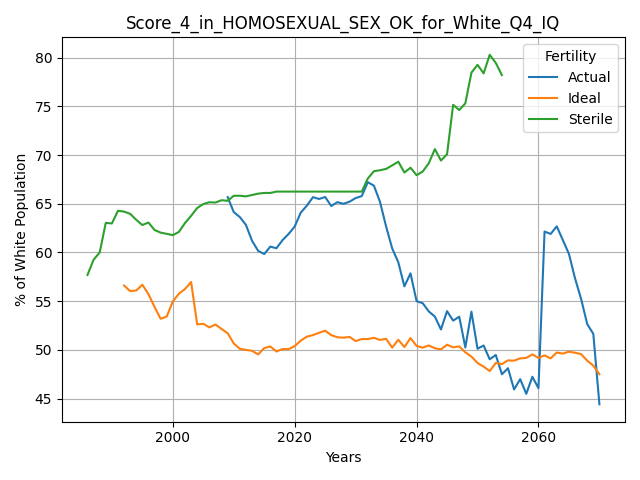 Score_4_in_HOMOSEXUAL_SEX_OK_for_White_Q4_IQ
% of White Population
80
75
70
65
60
55
50
45
Fertility
Actual
Ideal
Sterile
2000
2020
2040
2060
Years